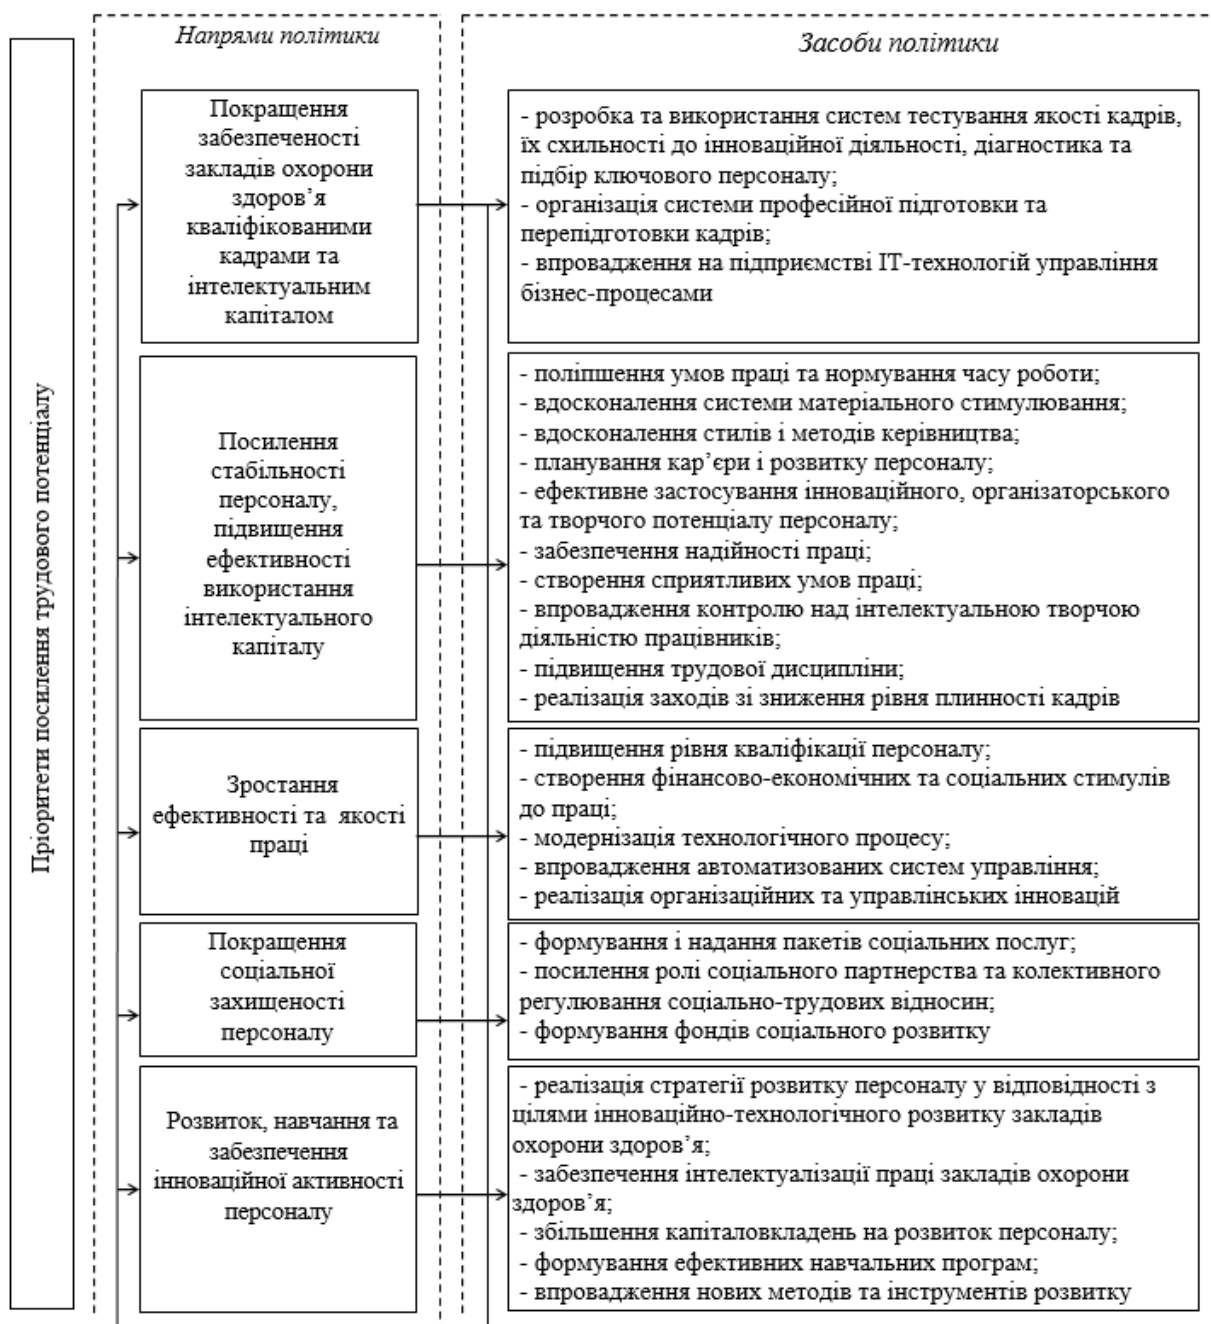 Пріоритети посилення трудового потенціалу
Напрями політики
Засоби політики
Покращення
забезпеченості
закладів охорони
здоров’я
кваліфікованими
кадрами та
інтелектуальним
капіталом
- розробка та використання систем тестування якості кадрів,
їх схильності до інноваційної діяльності, діагностика та
підбір ключового персоналу;
- організація системи професійної підготовки та
перепідготовки кадрів;
- впровадження на підприємстві ІТ-технологій управління
бізнес-процесами
Посилення
стабільності
персоналу,
підвищення
ефективності
використання
інтелектуального
капіталу
- поліпшення умов праці та нормування часу роботи;
- вдосконалення системи матеріального стимулювання;
- вдосконалення стилів і методів керівництва;
- планування кар’єри і розвитку персоналу;
- ефективне застосування інноваційного, організаторського
та творчого потенціалу персоналу;
- забезпечення надійності праці;
- створення сприятливих умов праці;
- впровадження контролю над інтелектуальною творчою
діяльністю працівників;
- підвищення трудової дисципліни;
- реалізація заходів зі зниження рівня плинності кадрів
Зростання
ефективності та якості
праці
- підвищення рівня кваліфікації персоналу;
- створення фінансово-економічних та соціальних стимулів
до праці;
- модернізація технологічного процесу;
- впровадження автоматизованих систем управління;
- реалізація організаційних та управлінських інновацій
Покращення
соціальної
захищеності
персоналу
- формування і надання пакетів соціальних послуг;
- посилення ролі соціального партнерства та колективного
регулювання соціально-трудових відносин;
- формування фондів соціального розвитку
Розвиток, навчання та
забезпечення
інноваційної активності
персоналу
- реалізація стратегії розвитку персоналу у відповідності з
цілями інноваційно-технологічного розвитку закладів
охорони здоров’я;
- забезпечення інтелектуалізації праці закладів охорони
здоров’я;
- збільшення капіталовкладень на розвиток персоналу;
- формування ефективних навчальних програм;
- впровадження нових методів та інструментів розвитку